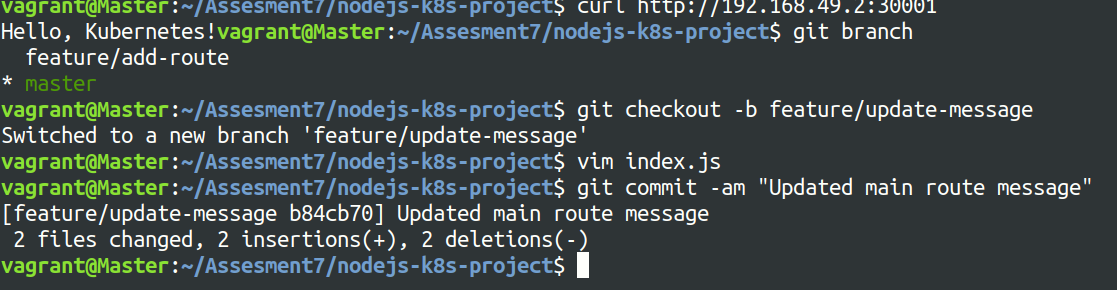 vagrant@Master:~/Assesment7/nodejs-k8s-project$ curl http://192.168.49.2:30001
Hello, Kubernetes!vagrant@Master:~/Assesment7/nodejs-k8s-project$ git branch
  feature/add-route
* master
vagrant@Master:~/Assesment7/nodejs-k8s-project$ git checkout -b feature/update-message
Switched to a new branch 'feature/update-message'
vagrant@Master:~/Assesment7/nodejs-k8s-project$ vim index.js
vagrant@Master:~/Assesment7/nodejs-k8s-project$ git commit -am "Updated main route message"
[feature/update-message b84cb70] Updated main route message
 2 files changed, 2 insertions(+), 2 deletions(-)
vagrant@Master:~/Assesment7/nodejs-k8s-project$